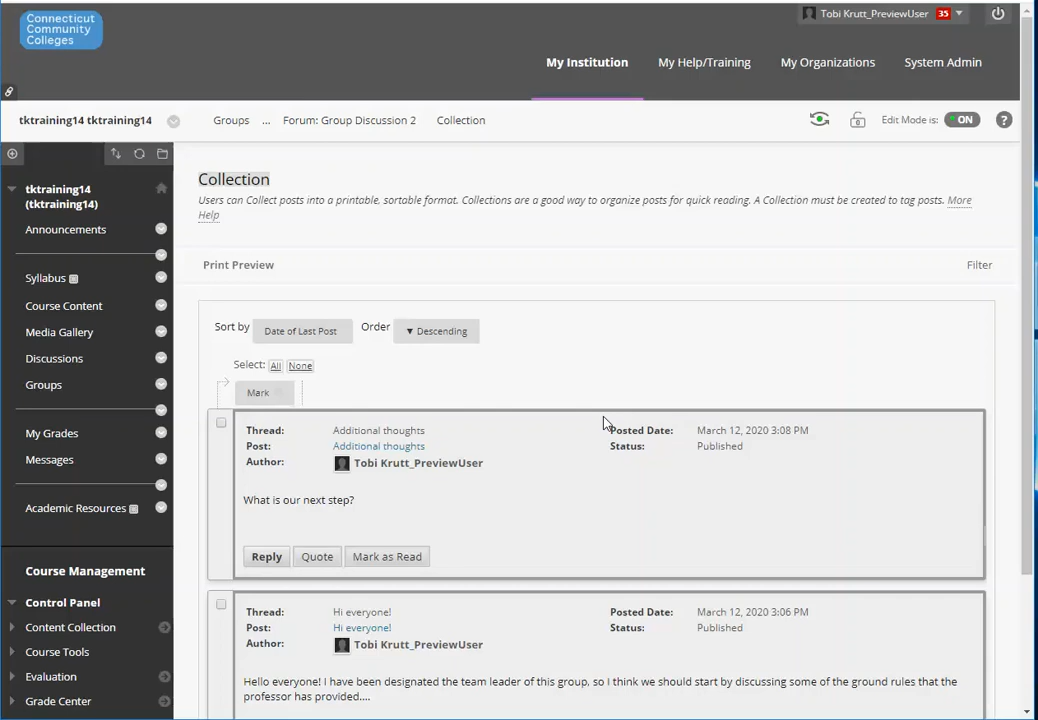 Connecticut
Community
Colleges
Tobi Krutt_PreviewUser 35
My Institution My Help/Training My Organizations System Admin
tktraining14 tktraining14 Groups ... Forum: Group Discussion 2 Collection Edit Mode is: ON ?
tktraining14
(tktraining14)
Announcements
Syllabus
Course Content
Media Gallery
Discussions
Groups
My Grades
Messages
Academic Resources
Course Management
Control Panel
Content Collection
Course Tools
Evaluation
Grade Center
Collection
Users can Collect posts into a printable, sortable format. Collections are a good way to organize posts for quick reading. A Collection must be created to tag posts. More
Help
Print Preview Filter
Sort by Date of Last Post Order ▼ Descending
Select: All None
Mark
Thread: Additional thoughts Posted Date: March 12, 2020 3:08 PM
Post: Additional thoughts Status: Published
Author: Tobi Krutt_PreviewUser
What is our next step?
Reply Quote Mark as Read
Thread: Hi everyone! Posted Date: March 12, 2020 3:06 PM
Post: Hi everyone! Status: Published
Author: Tobi Krutt_PreviewUser
Hello everyone! I have been designated the team leader of this group, so I think we should start by discussing some of the ground rules that the
professor has provided....